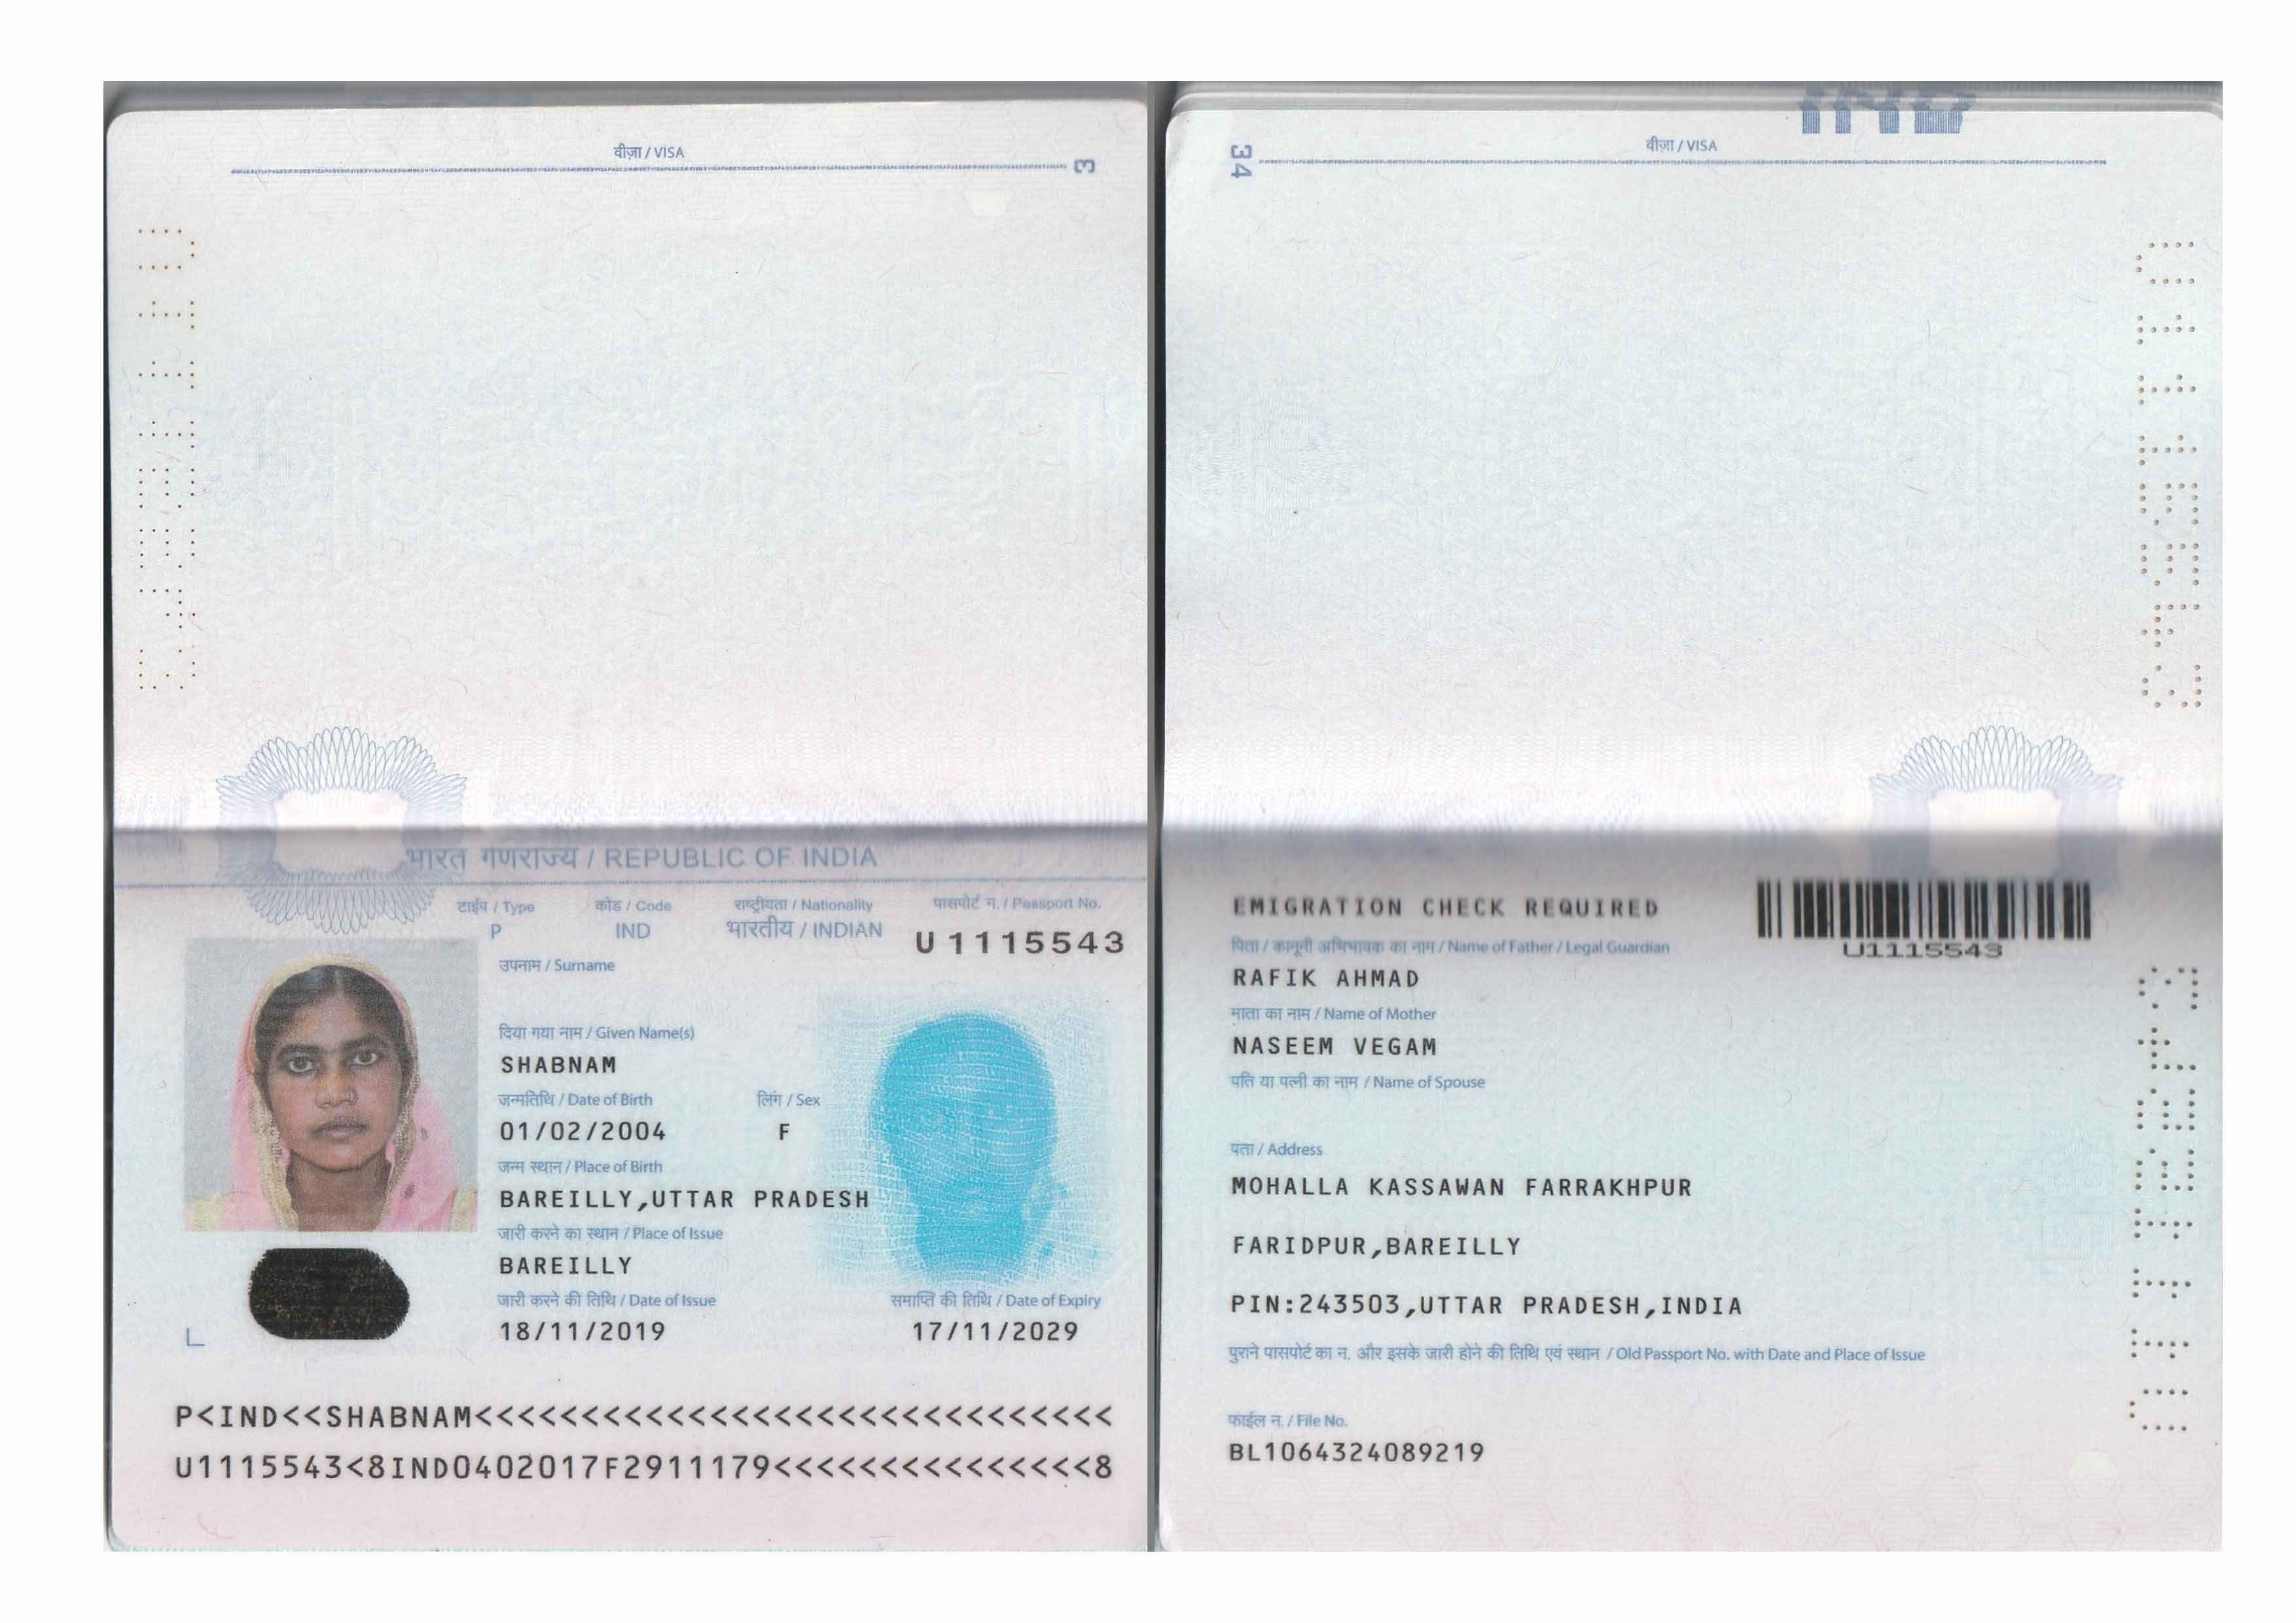 वीज़ा / VISA
3
भारत गणराज्य / REPUBLIC OF INDIA
टाईप / Type
कोड / Code
राष्ट्रीयता / Nationality
पासपोर्ट न. / Passport No.
P
IND
भारतीय / INDIAN
U1115543
उपनाम / Surname
दिया गया नाम / Given Name(s)
SHABNAM
जन्मतिथि / Date of Birth
लिंग / Sex
01/02/2004
F
जन्म स्थान / Place of Birth
BAREILLY,UTTAR PRADESH
जारी करने का स्थान / Place of Issue
BAREILLY
जारी करने की तिथि / Date of Issue
समाप्ति की तिथि / Date of Expiry
18/11/2019
17/11/2029
P<IND<<SHABNAM<<<<<<<<<<<<<<<<<<<<<<<<<<<<<<
U1115543<8IND0402017F2911179<<<<<<<<<<<<<<<8
वीज़ा / VISA
34
EMIGRATION CHECK REQUIRED
U1115543
पिता / कानूनी अभिभावक का नाम / Name of Father / Legal Guardian
RAFIK AHMAD
माता का नाम / Name of Mother
NASEEM VEGAM
पति या पत्नी का नाम / Name of Spouse
पता / Address
MOHALLA KASSAWAN FARRAKHPUR
FARIDPUR,BAREILLY
PIN:243503,UTTAR PRADESH,INDIA
पुराने पासपोर्ट का न. और इसके जारी होने की तिथि एवं स्थान / Old Passport No. with Date and Place of Issue
फाईल न. / File No.
BL1064324089219